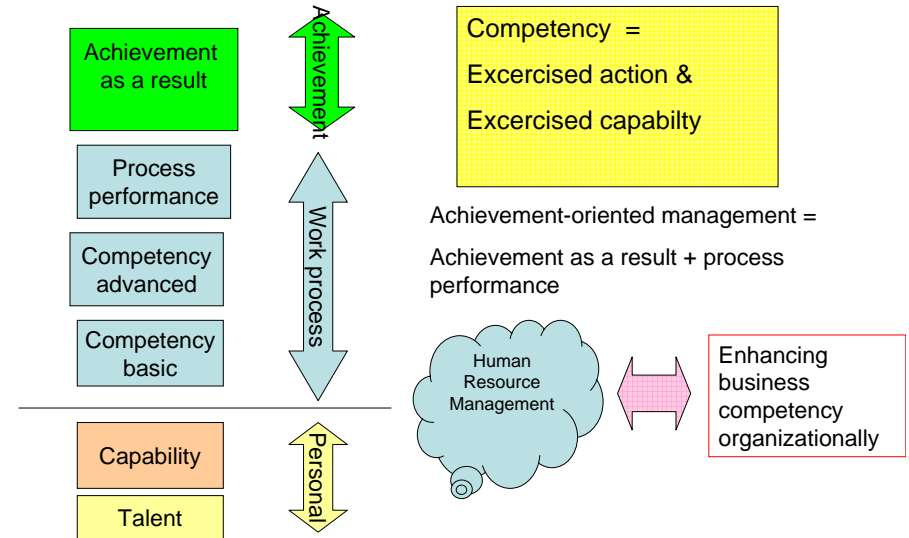 Achievement
as a result
Process
performance
Competency
advanced
Competency
basic
Capability
Talent
Achievement
Work process
Personal
Competency =
Excercised action &
Excercised capabilty
Achievement-oriented management =
Achievement as a result + process
performance
Human
Resource
Management
Enhancing
business
competency
organizationally